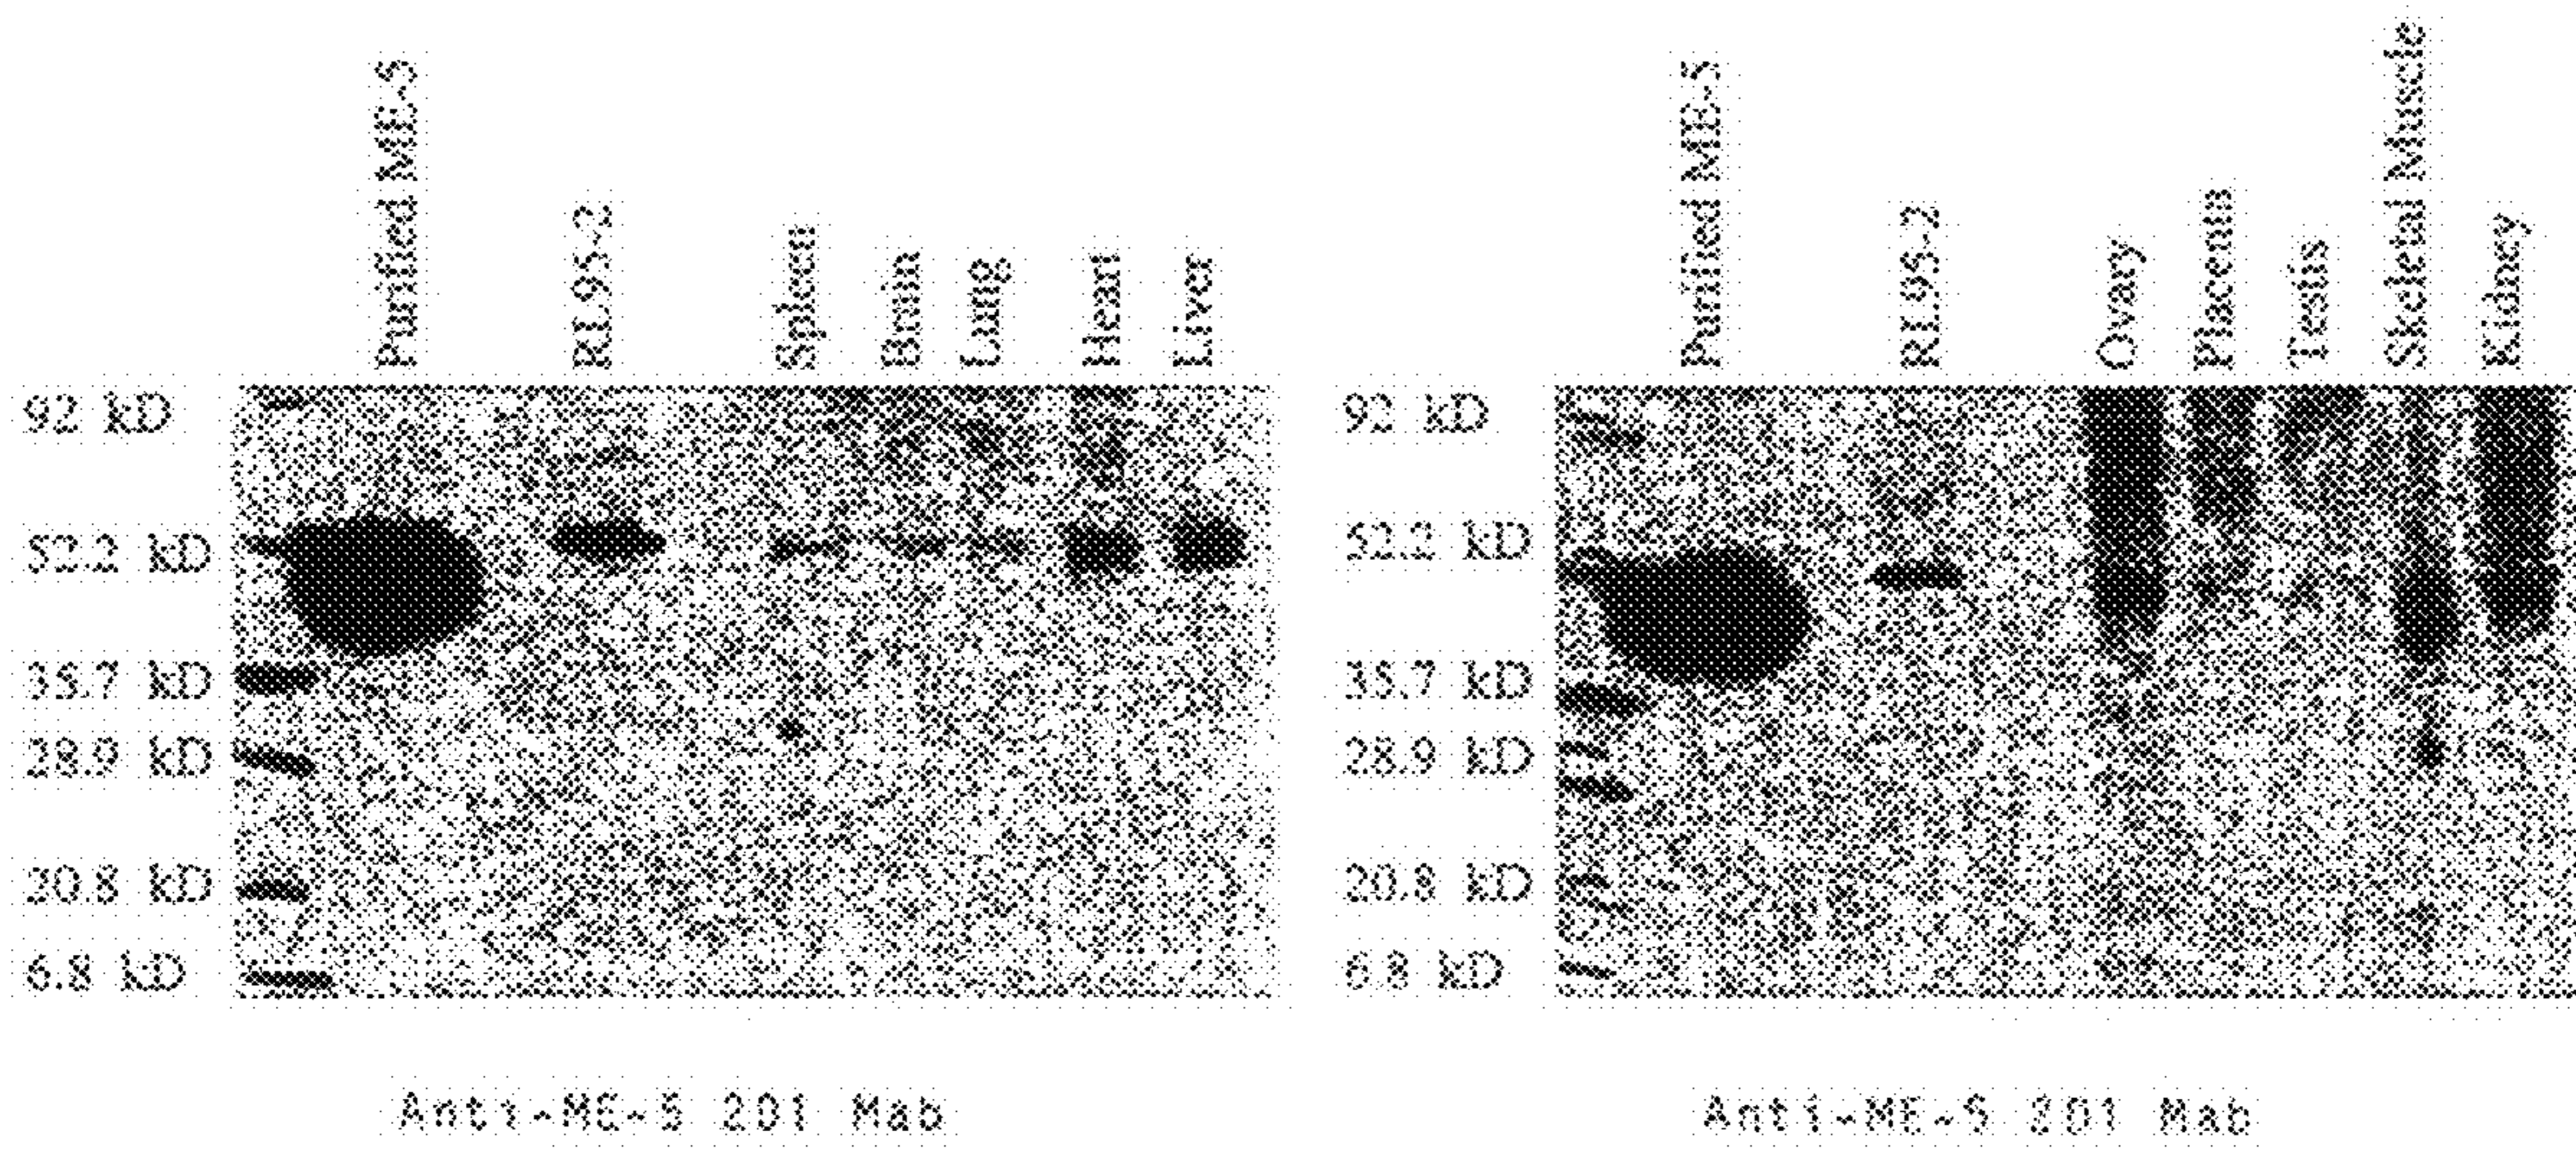 Purified ME-5
RL95-2
Spleen
Brain
Lung
Heart
Liver
92 kD
52.2 kD
35.7 kD
28.9 kD
20.8 kD
6.8 kD
Anti-ME-5 201 Mab
Purified ME-5
RL95-2
Ovary
Placenta
Testis
Skeletal Muscle
Kidney
92 kD
52.2 kD
35.7 kD
28.9 kD
20.8 kD
6.8 kD
Anti-ME-5 201 Mab